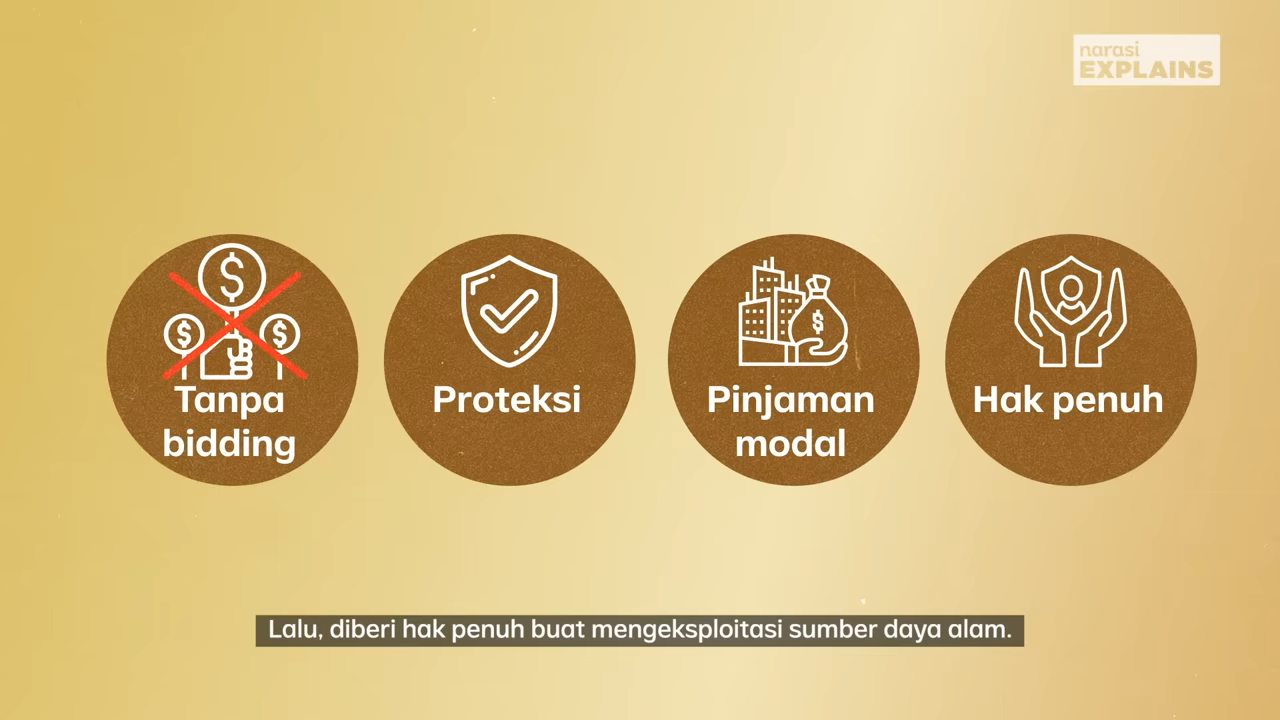 narasi
EXPLAINS
Tanpa
bidding
Proteksi
Pinjaman
modal
Hak penuh
Lalu, diberi hak penuh buat mengeksploitasi sumber daya alam.